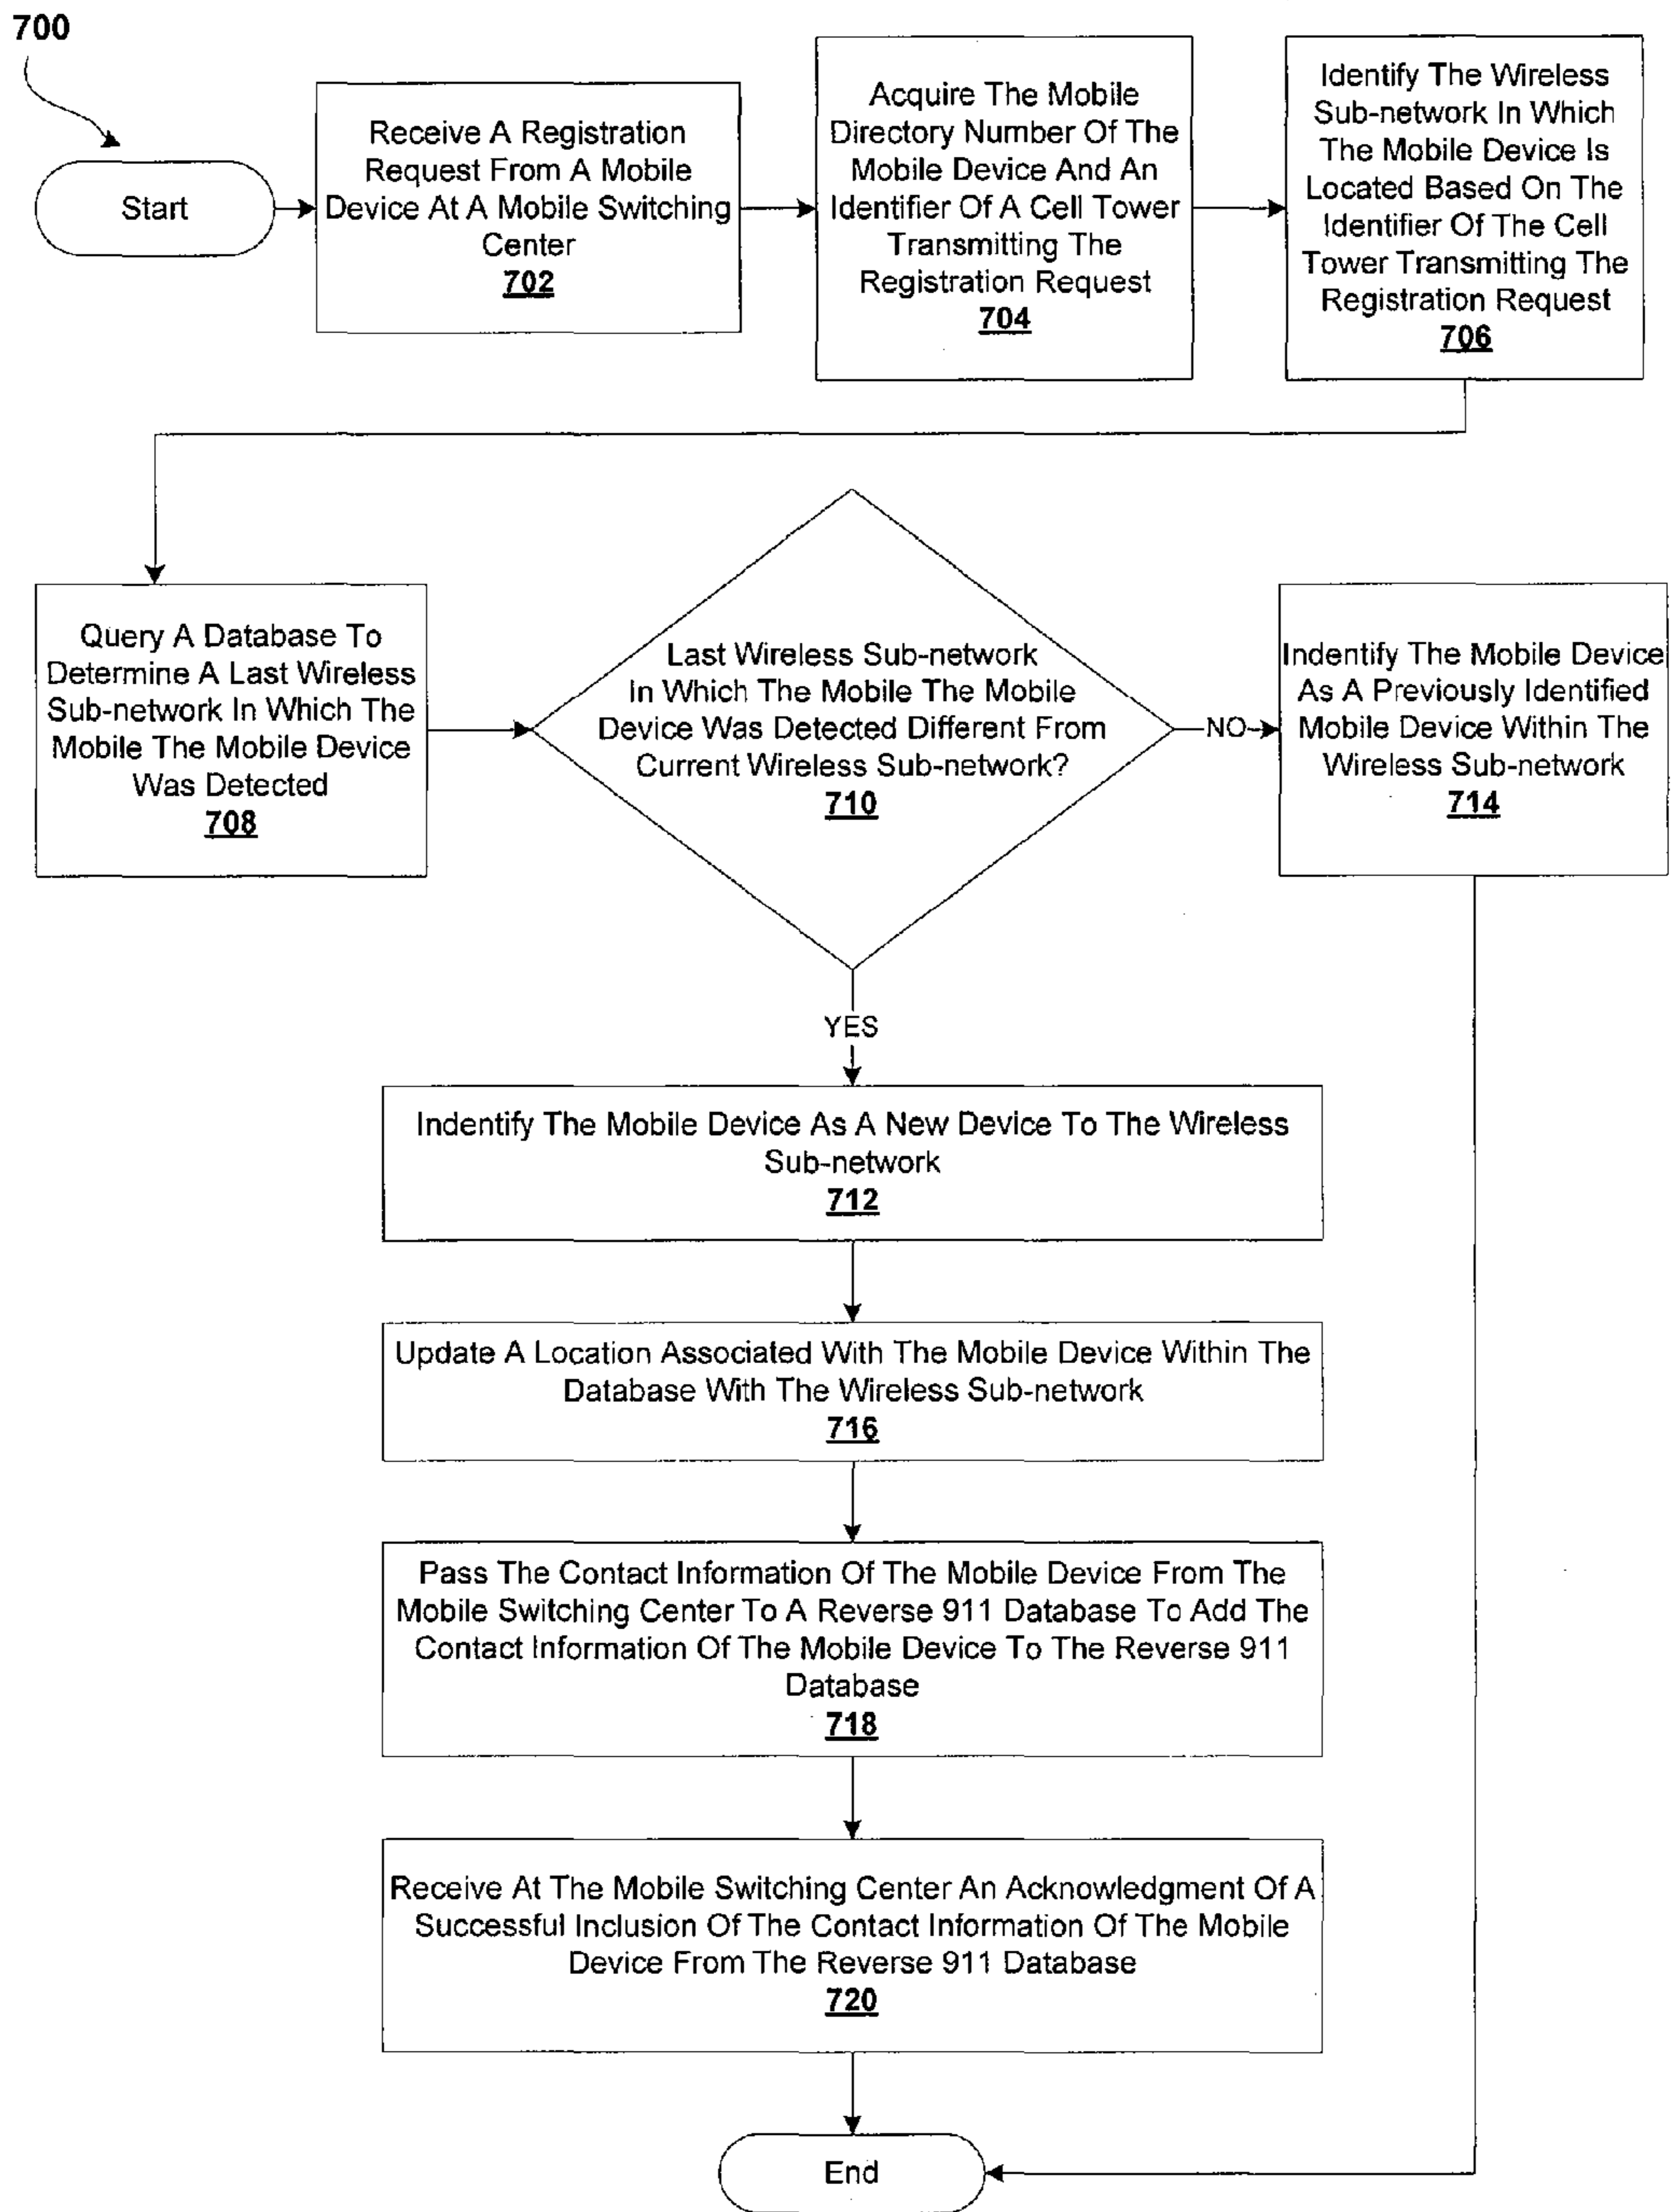 700
Start
Receive A Registration
Request From A Mobile
Device At A Mobile Switching
Center
702
Acquire The Mobile
Directory Number Of The
Mobile Device And An
Identifier Of A Cell Tower
Transmitting The
Registration Request
704
Identify The Wireless
Sub-network In Which
The Mobile Device Is
Located Based On The
Identifier Of The Cell
Tower Transmitting The
Registration Request
706
Query A Database To
Determine A Last Wireless
Sub-network In Which The
Mobile The Mobile Device
Was Detected
708
Last Wireless Sub-network
In Which The Mobile The Mobile
Device Was Detected Different From
Current Wireless Sub-network?
710
NO
Indentify The Mobile Device
As A Previously Identified
Mobile Device Within The
Wireless Sub-network
714
YES
Indentify The Mobile Device As A New Device To The Wireless
Sub-network
712
Update A Location Associated With The Mobile Device Within The
Database With The Wireless Sub-network
716
Pass The Contact Information Of The Mobile Device From The
Mobile Switching Center To A Reverse 911 Database To Add The
Contact Information Of The Mobile Device To The Reverse 911
Database
718
Receive At The Mobile Switching Center An Acknowledgment Of A
Successful Inclusion Of The Contact Information Of The Mobile
Device From The Reverse 911 Database
720
End